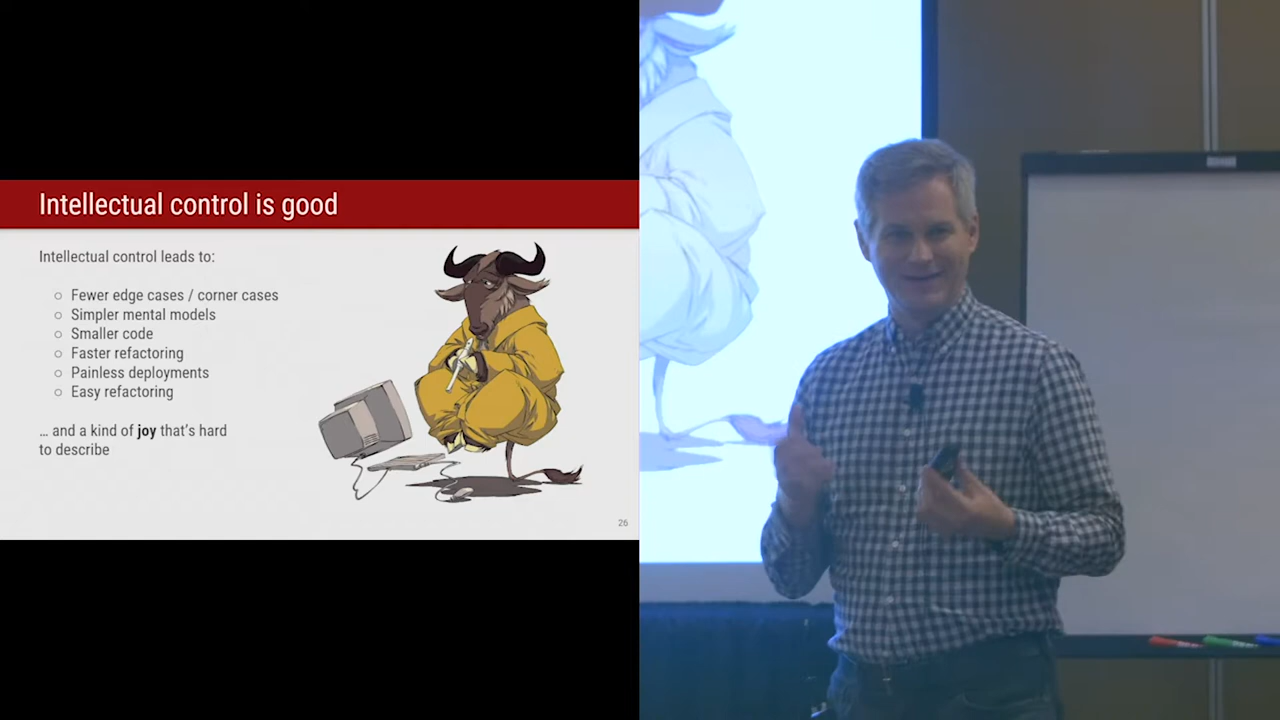 Intellectual control is good
Intellectual control leads to:
○ Fewer edge cases / corner cases
○ Simpler mental models
○ Smaller code
○ Faster refactoring
○ Painless deployments
○ Easy refactoring
… and a kind of joy that's hard
to describe
26